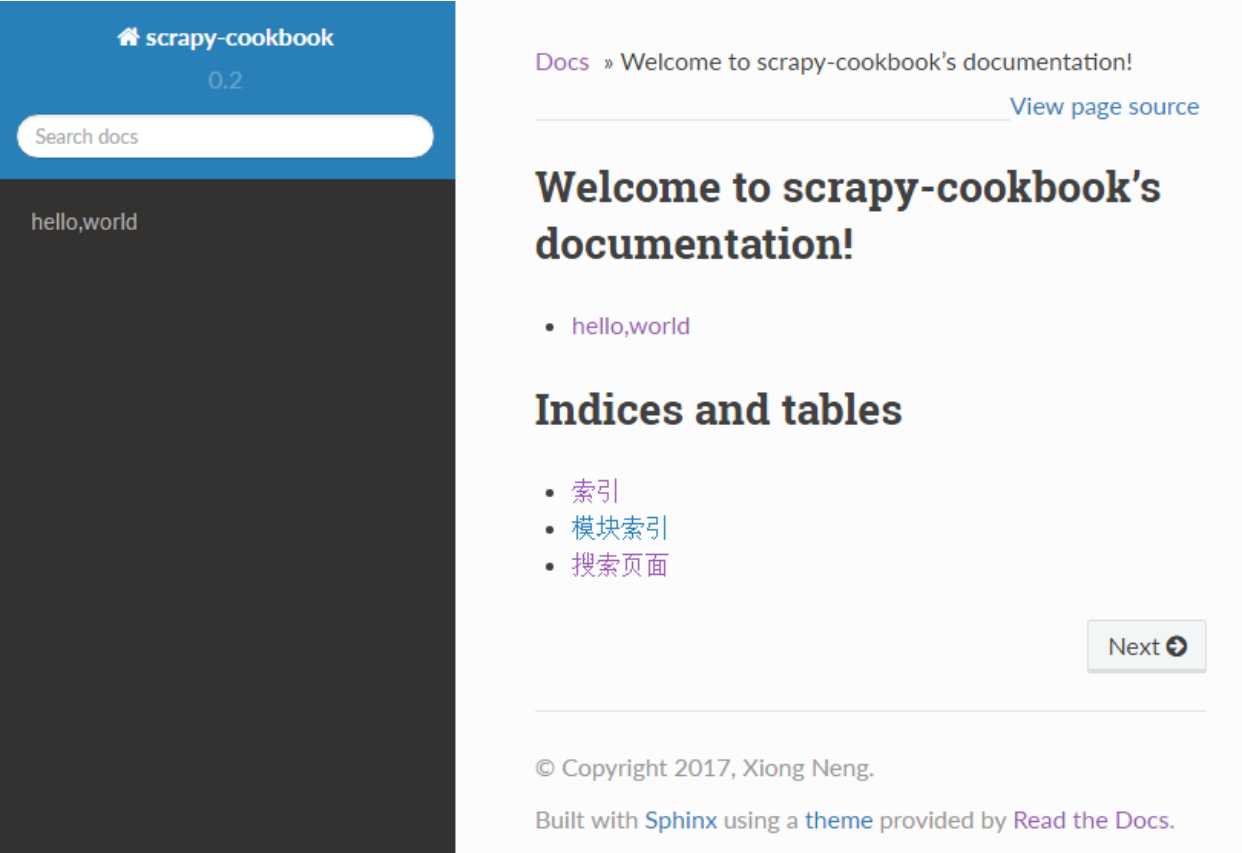 scrapy-cookbook
0.2
Search docs
hello,world
Docs » Welcome to scrapy-cookbook’s documentation!
View page source
Welcome to scrapy-cookbook’s
documentation!
hello,world
Indices and tables
索引
模块索引
搜索页面
Next
© Copyright 2017, Xiong Neng.
Built with Sphinx using a theme provided by Read the Docs.